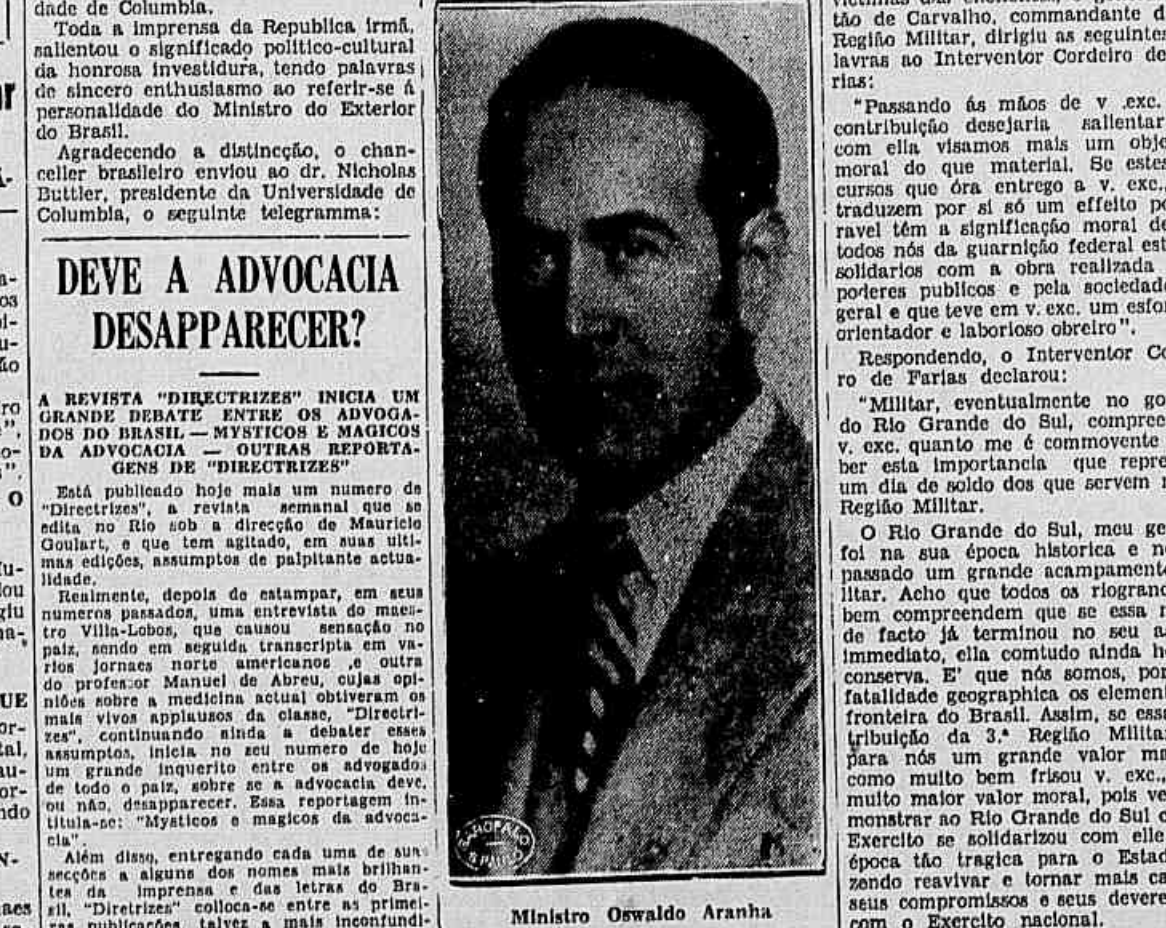 dade de Columbia.
Toda a imprensa da Republica irmã,
salientou o significado politico-cultural
da honrosa investidura, tendo palavras
de sincero enthusiasmo ao referir-se á
personalidade do Ministro do Exterior
do Brasil.
Agradecendo a distincção, o chan-
celler brasileiro enviou ao dr. Nicholas
Buttler, presidente da Universidade de
Columbia, o seguinte telegramma:
DEVE A ADVOCACIA
DESAPPARECER?
A REVISTA "DIRECTRIZES" INICIA UM
GRANDE DEBATE ENTRE OS ADVOGA-
DOS DO BRASIL — MYSTICOS E MAGICOS
DA ADVOCACIA — OUTRAS REPORTA-
GENS DE "DIRECTRIZES"
Está publicado hoje mais um numero de
"Directrizes", a revista semanal que se
edita no Rio sob a direcção de Mauricio
Goulart, e que tem agitado, em suas ulti-
mas edições, assumptos de palpitante actua-
lidade.
Realmente, depois de estampar, em seus
numeros passados, uma entrevista do maes-
tro Villa-Lobos, que causou sensação no
paiz, sendo em seguida transcripta em va-
rios jornaes norte americanos ,e outra
do professor Manuel de Abreu, cujas opi-
niões sobre a medicina actual obtiveram os
mais vivos applausos da classe, "Directri-
zes", continuando ainda a debater esses
assumptos, inicia no seu numero de hoje
um grande inquerito entre os advogados
de todo o paiz, sobre se a advocacia deve,
ou não, desapparecer. Essa reportagem in-
titula-se: "Mysticos e magicos da advoca-
cia".
Além disso, entregando cada uma de suas
secções a alguns dos nomes mais brilhan-
tes da imprensa e das letras do Bra-
sil, "Diretrizes" colloca-se entre as primei-
ras publicações, talvez a mais inconfundi-
Ministro Oswaldo Aranha
tão de Carvalho, commandante d
Região Militar, dirigiu as seguintes
lavras ao Interventor Cordeiro de
rias:
"Passando ás mãos de v .exc.
contribuição desejaria salientar
com ella visamos mais um obje
moral do que material. Se estes
cursos que óra entrego a v. exc.,
traduzem por si só um effeito po
ravel têm a significação moral de
todos nós da guarnição federal est
solidarios com a obra realizada
poderes publicos e pela sociedade
geral e que teve em v. exc. um esfor
orientador e laborioso obreiro".
Respondendo, o Interventor Co
ro de Farias declarou:
"Militar, eventualmente no go
do Rio Grande do Sul, compree
v. exc. quanto me é commovente
ber esta importancia que repre
um dia de soldo dos que servem n
Região Militar.
O Rio Grande do Sul, meu ge
foi na sua época historica e n
passado um grande acampamento
litar. Acho que todos os riogrand
bem compreendem que se essa
de facto já terminou no seu a
immediato, ella comtudo ainda h
conserva. E' que nós somos, por
fatalidade geographica os element
fronteira do Brasil. Assim, se essa
tribuição da 3.ª Região Militar
para nós um grande valor ma
como muito bem frisou v. exc.,
muito maior valor moral, pois ve
monstrar ao Rio Grande do Sul
Exercito se solidarizou com elle
época tão tragica para o Estad
zendo reavivar e tornar mais ca
seus compromissos e seus devere
com o Exercito nacional.